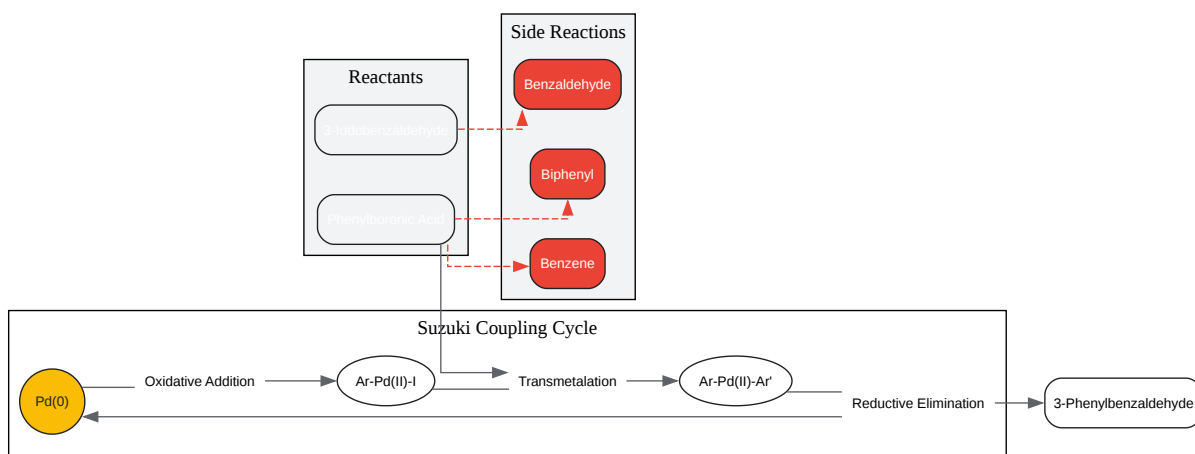 Side Reactions
Reactants
Benzaldehyde
3-Iodobenzaldehyde
Biphenyl
Phenylboronic Acid
Benzene
Suzuki Coupling Cycle
Pd(0)
Oxidative Addition
Ar-Pd(II)-I
Transmetalation
Ar-Pd(II)-Ar'
Reductive Elimination
3-Phenylbenzaldehyde